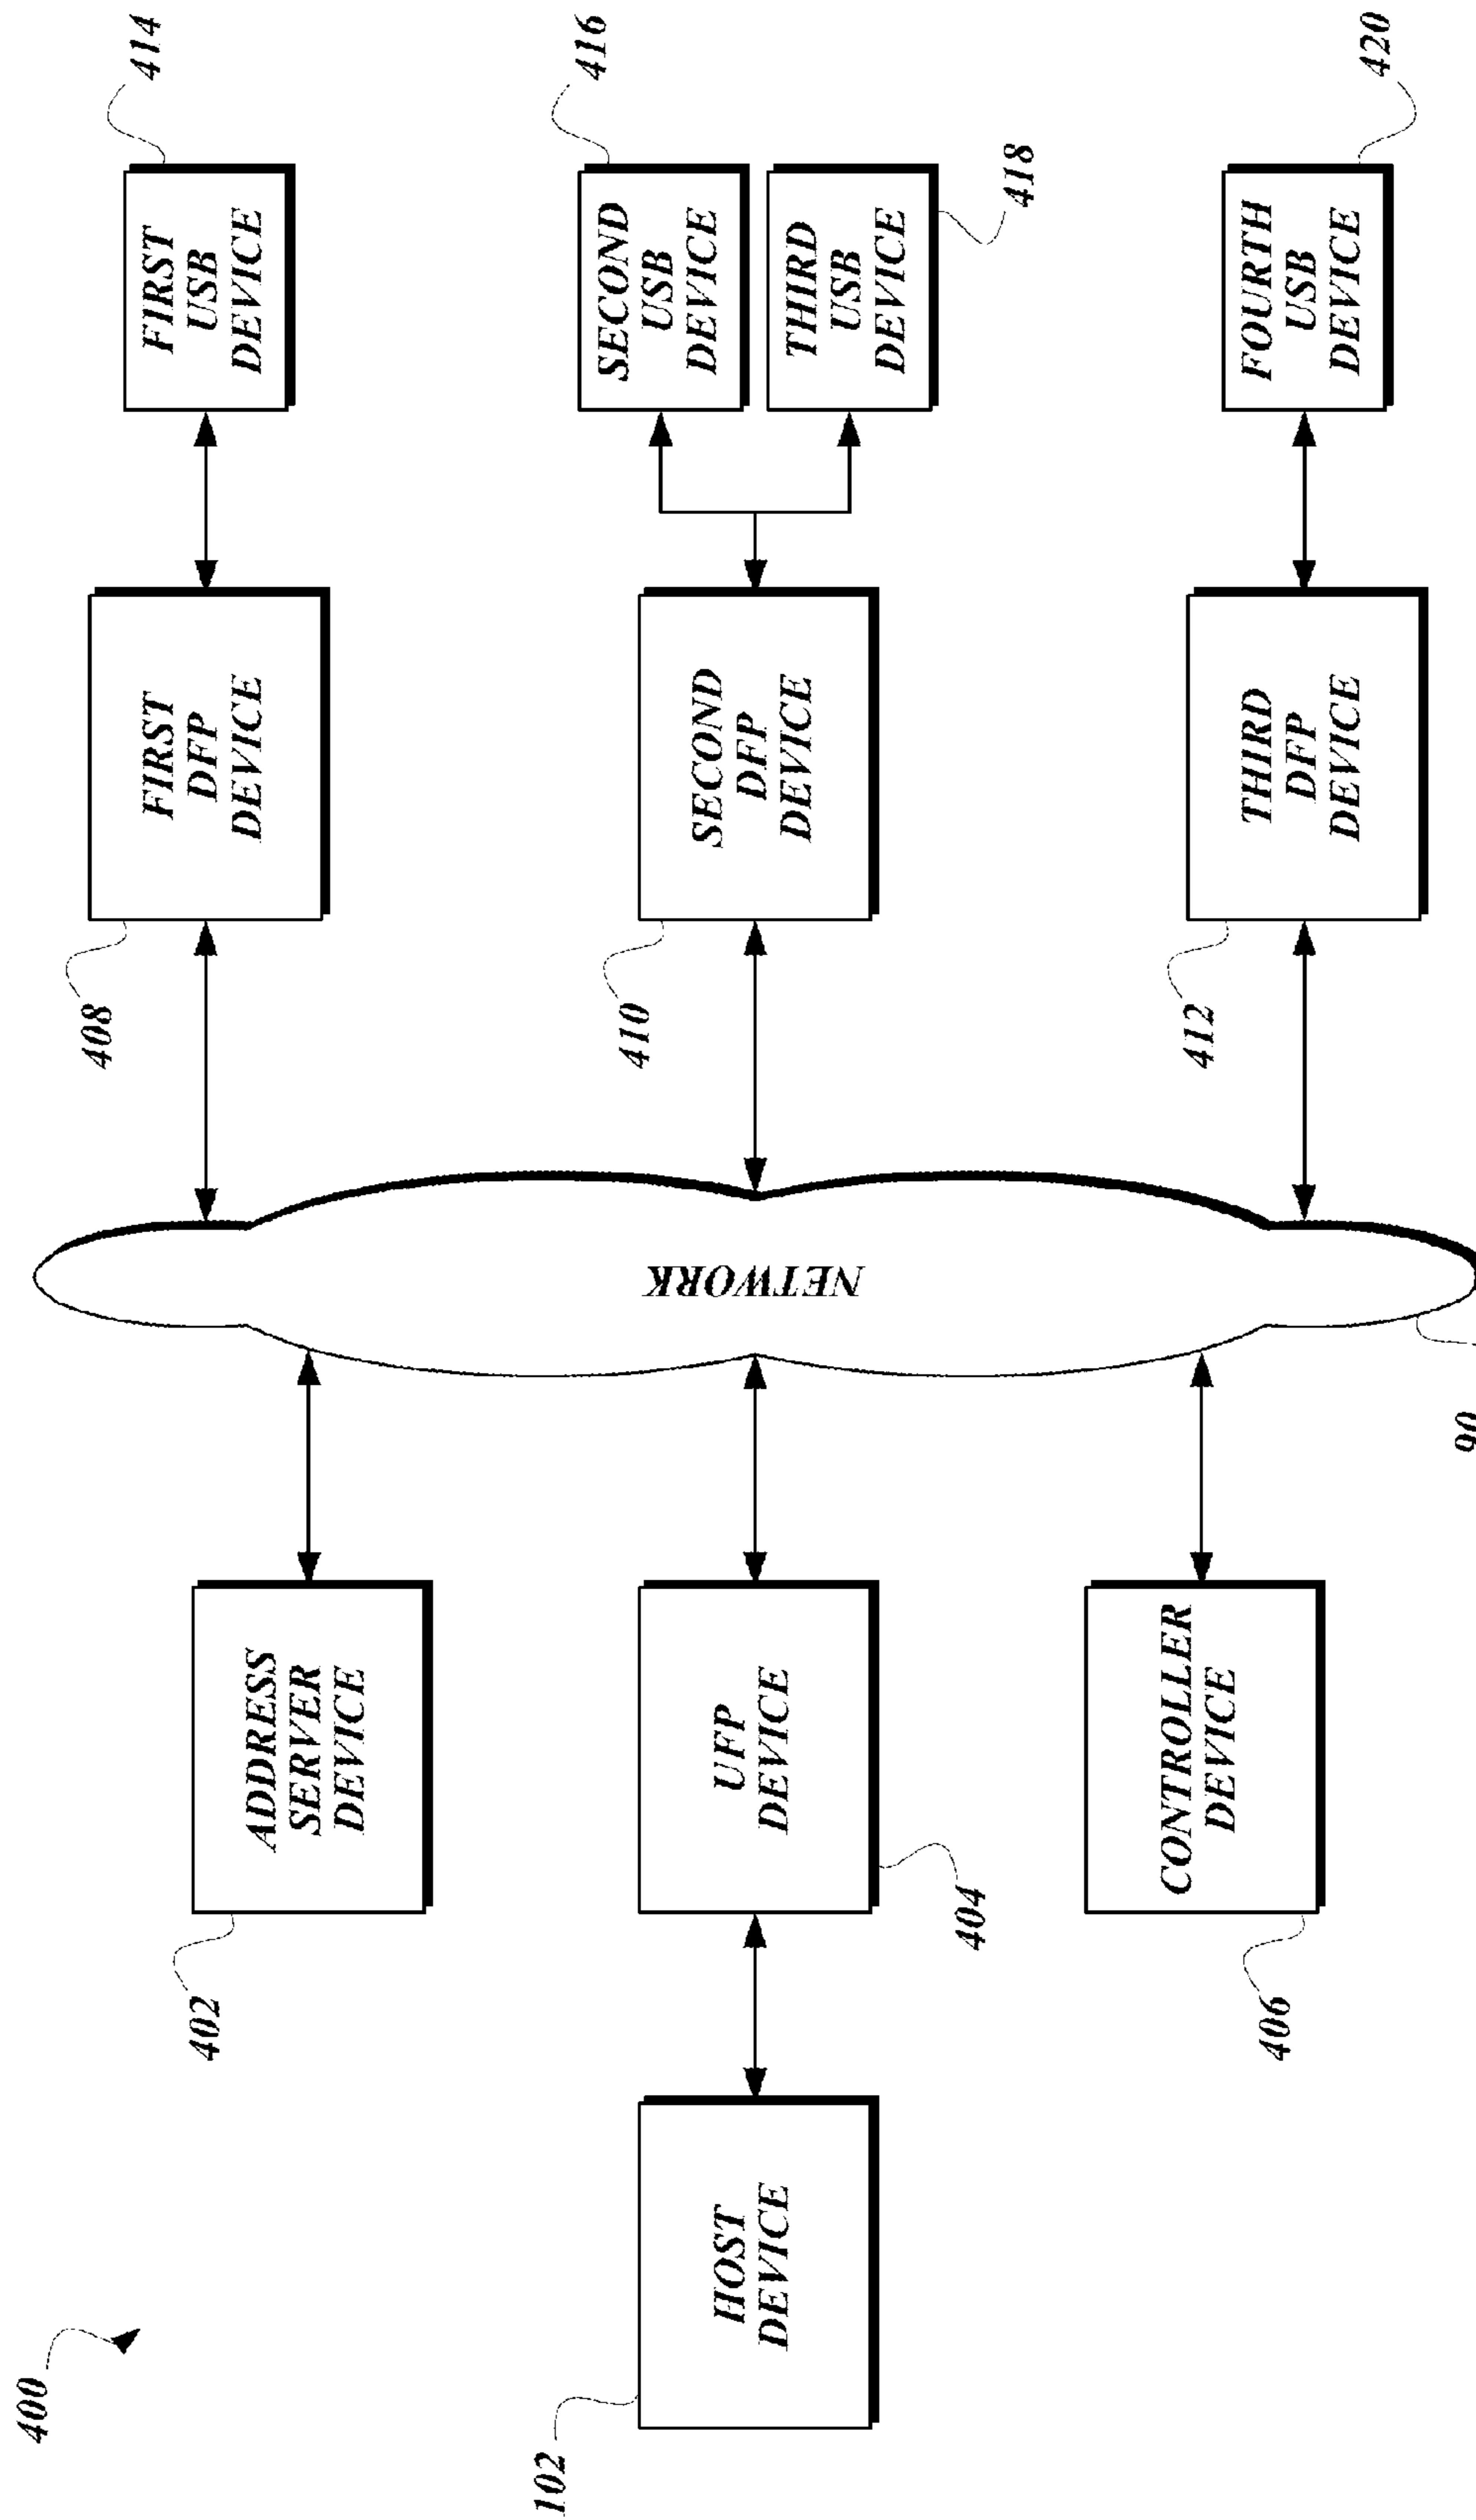 400
102
HOST
DEVICE
402
ADDRESS
SERVER
DEVICE
UFP
DEVICE
404
CONTROLLER
DEVICE
406
NETWORK
90
408
FIRST
DFP
DEVICE
410
SECOND
DFP
DEVICE
412
THIRD
DFP
DEVICE
414
FIRST
USB
DEVICE
416
SECOND
USB
DEVICE
THIRD
USB
DEVICE
418
FOURTH
USB
DEVICE
420